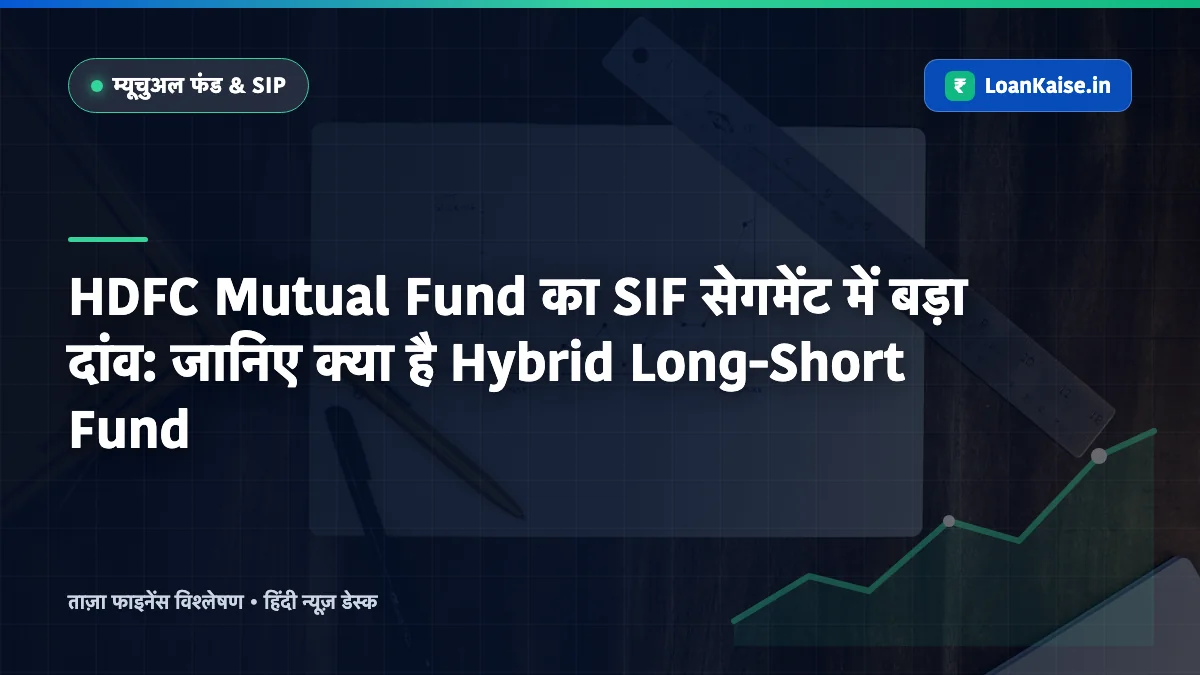 म्यूचुअल फंड & SIP
₹ LoanKaise.in
HDFC Mutual Fund का SIF सेगमेंट में बड़ा
दांव: जानिए क्या है Hybrid Long-Short
Fund
ताज़ा फाइनेंस विश्लेषण • हिंदी न्यूज़ डेस्क